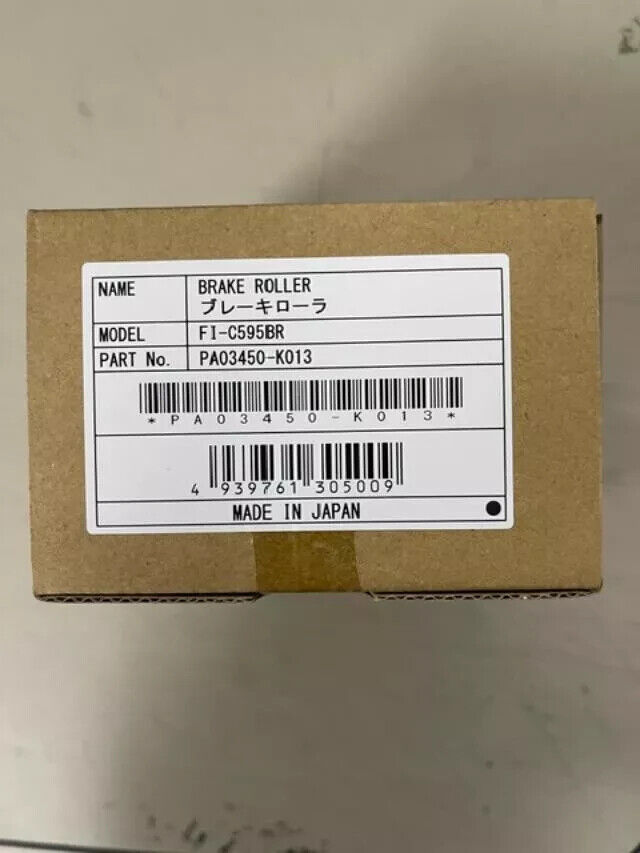 NAME
BRAKE ROLLER
ブレーキローラ
MODEL
FI-C595BR
PART No.
PA03450-K013
*PA03450-K013*
4 939761 305009
MADE IN JAPAN